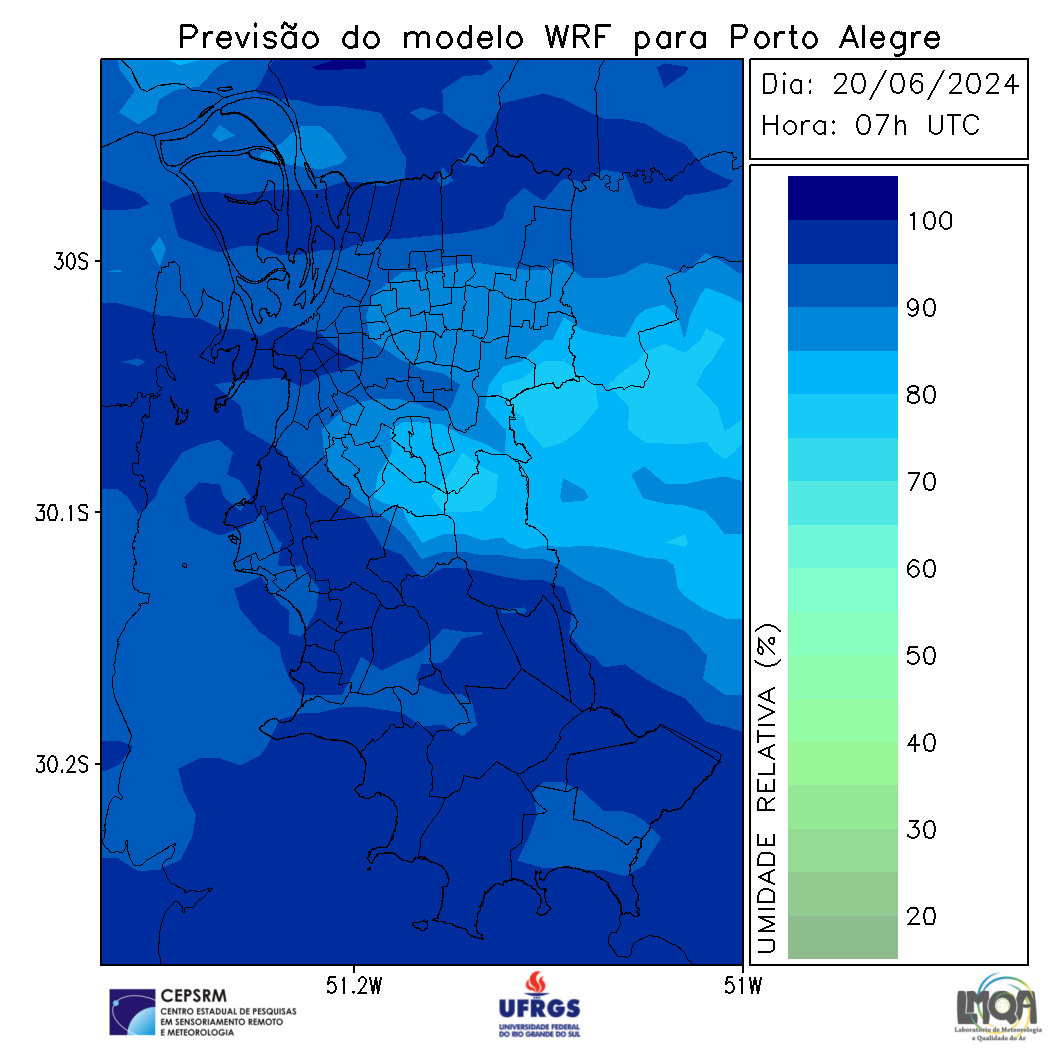 Previsão do modelo WRF para Porto Alegre
Dia: 20/06/2024
Hora: 07h UTC
100
90
80
70
60
50
40
30
20
UMIDADE RELATIVA (%)
30S
30.1S
30.2S
51.2W
51W
CEPSRM
CENTRO ESTADUAL DE PESQUISAS
EM SENSORIAMENTO REMOTO
E METEOROLOGIA
UFRGS
UNIVERSIDADE FEDERAL
DO RIO GRANDE DO SUL
LMQA
Laboratório de Meteorologia
e Qualidade do Ar